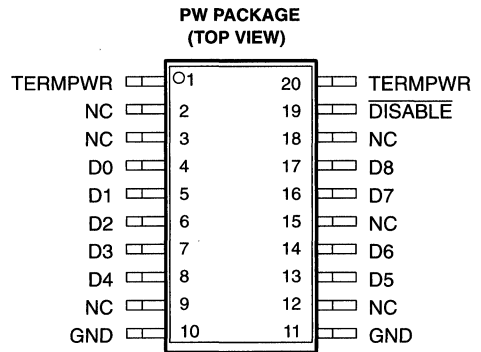 PW PACKAGE
(TOP VIEW)
TERMPWR 1 20 TERMPWR
NC 2 19 DISABLE
NC 3 18 NC
D0 4 17 D8
D1 5 16 D7
D2 6 15 NC
D3 7 14 D6
D4 8 13 D5
NC 9 12 NC
GND 10 11 GND